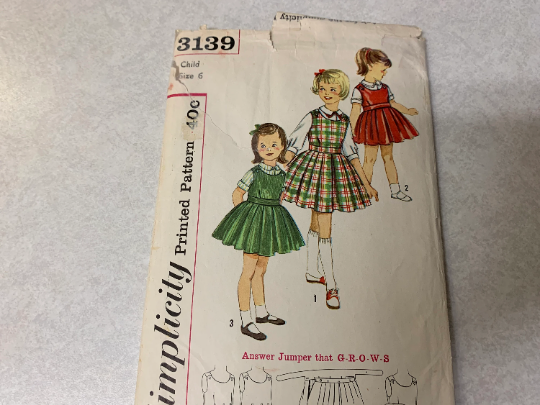 3139
Child
Size 6
40c
Simplicity Printed Pattern
2
1
3
Answer Jumper that G-R-O-W-S